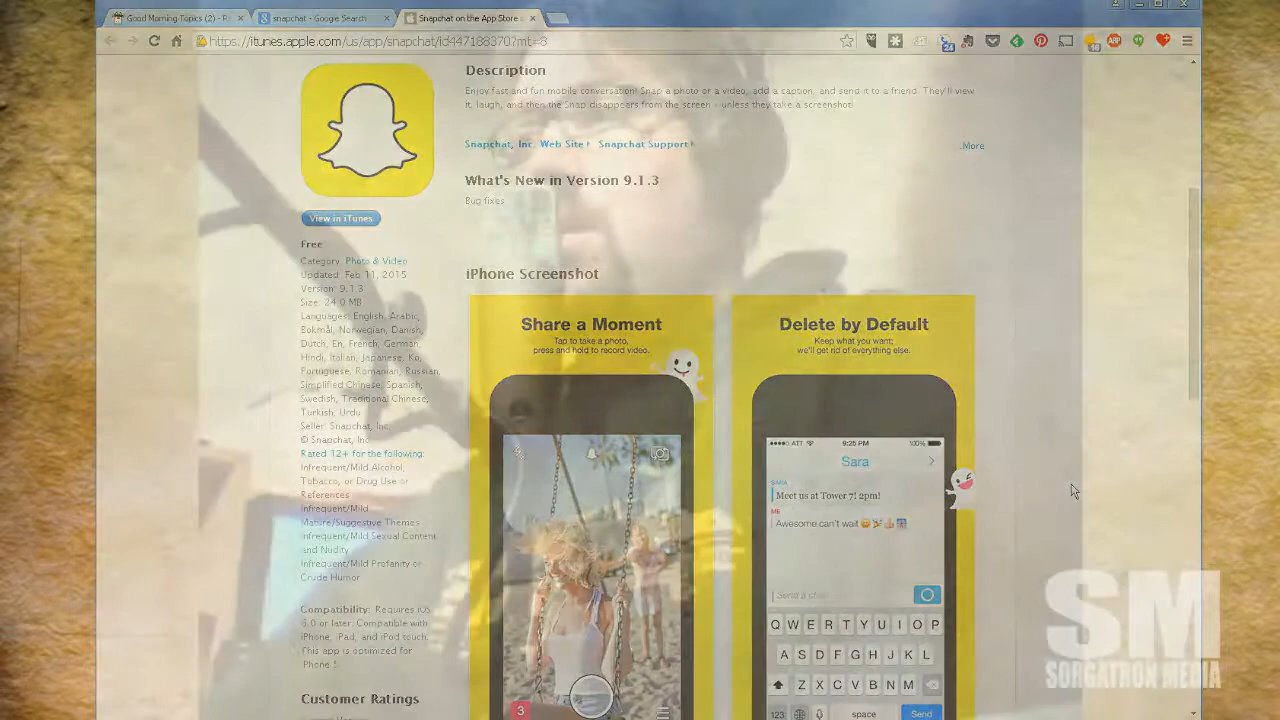 Good Morning Topics (2) - P
snapchat - Google Search
Snapchat on the App Store
https://itunes.apple.com/us/app/snapchat/id447188370?mt=8
24
10
ABP
Description
Enjoy fast and fun mobile conversation! Snap a photo or a video, add a caption, and send it to a friend. They'll view
it, laugh, and then the Snap disappears from the screen - unless they take a screenshot!
Snapchat, Inc. Web Site
Snapchat Support
...More
What's New in Version 9.1.3
Bug fixes
View in iTunes
Free
Category: Photo & Video
Updated: Feb 11, 2015
Version: 9.1.3
Size: 24.0 MB
Languages: English, Arabic,
Bokmål, Norwegian, Danish,
Dutch, En, French, German,
Hindi, Italian, Japanese, Ko,
Portuguese, Romanian, Russian,
Simplified Chinese, Spanish,
Swedish, Traditional Chinese,
Turkish, Urdu
Seller: Snapchat, Inc.
© Snapchat, Inc
Rated 12+ for the following:
Infrequent/Mild Alcohol,
Tobacco, or Drug Use or
References
Infrequent/Mild
Mature/Suggestive Themes
Infrequent/Mild Sexual Content
and Nudity
Infrequent/Mild Profanity or
Crude Humor
Compatibility: Requires iOS
6.0 or later. Compatible with
iPhone, iPad, and iPod touch.
This app is optimized for
iPhone 5.
Customer Ratings
iPhone Screenshot
Share a Moment
Tap to take a photo,
press and hold to record video.
3
Delete by Default
Keep what you want;
we'll get rid of everything else.
ATT
9:25 PM
100%
Sara
SARA
Meet us at Tower 7! 2pm!
ME
Awesome can't wait
Send a chat
Q W E R T Y U I O P
A S D F G H J K L
Z X C V B N M
123
space
Send
SM
SORGATRON MEDIA